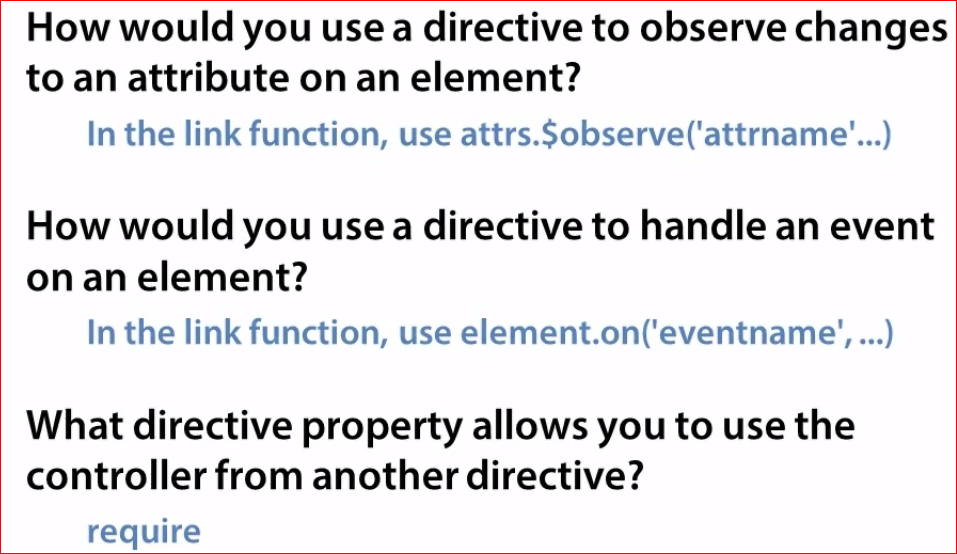 How would you use a directive to observe changes
to an attribute on an element?
In the link function, use attrs.$observe('attrname'...)
How would you use a directive to handle an event
on an element?
In the link function, use element.on('eventname', ...)
What directive property allows you to use the
controller from another directive?
require